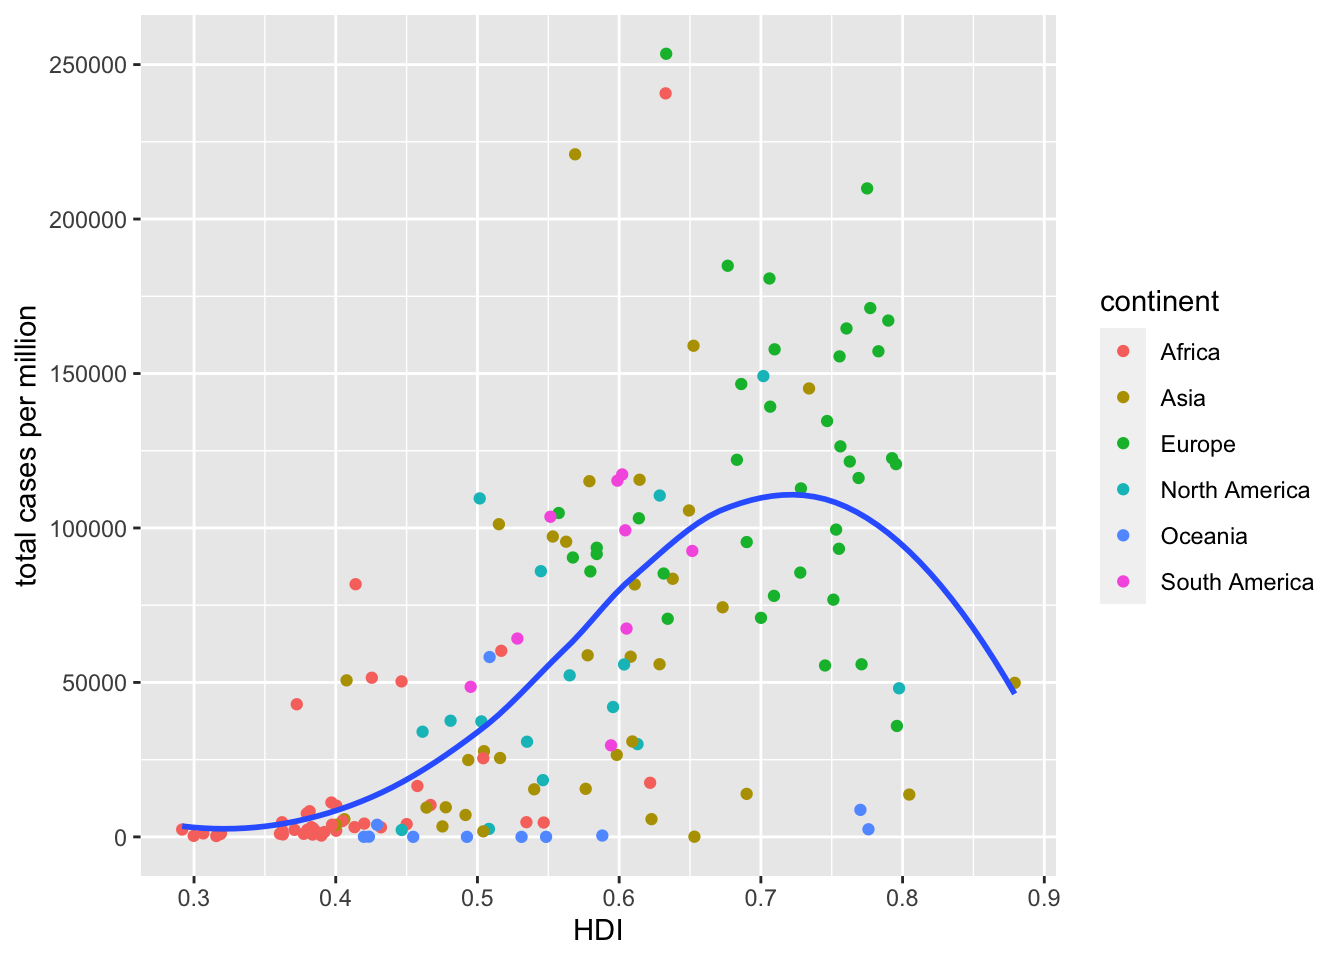 250000
200000
150000
100000
50000
0
total cases per million
0.3 0.4 0.5 0.6 0.7 0.8 0.9
HDI
continent
Africa
Asia
Europe
North America
Oceania
South America